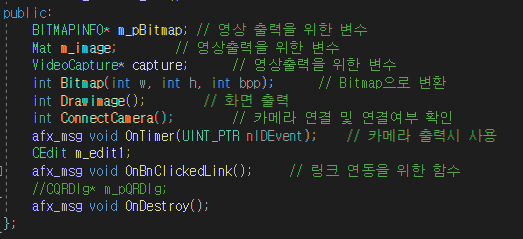 public:
BITMAPINFO* m_pBitmap; // 영상 출력을 위한 변수
Mat m_image; // 영상출력을 위한 변수
VideoCapture* capture; // 영상출력을 위한 변수
int Bitmap(int w, int h, int bpp); // Bitmap으로 변환
int Drawimage(); // 화면 출력
int ConnectCamera(); // 카메라 연결 및 연결여부 확인
afx_msg void OnTimer(UINT_PTR nIDEvent); // 카메라 출력시 사용
CEdit m_edit1;
afx_msg void OnBnClickedLink(); // 링크 연동을 위한 함수
//CQRDlg* m_pQRDlg;
afx_msg void OnDestroy();
};